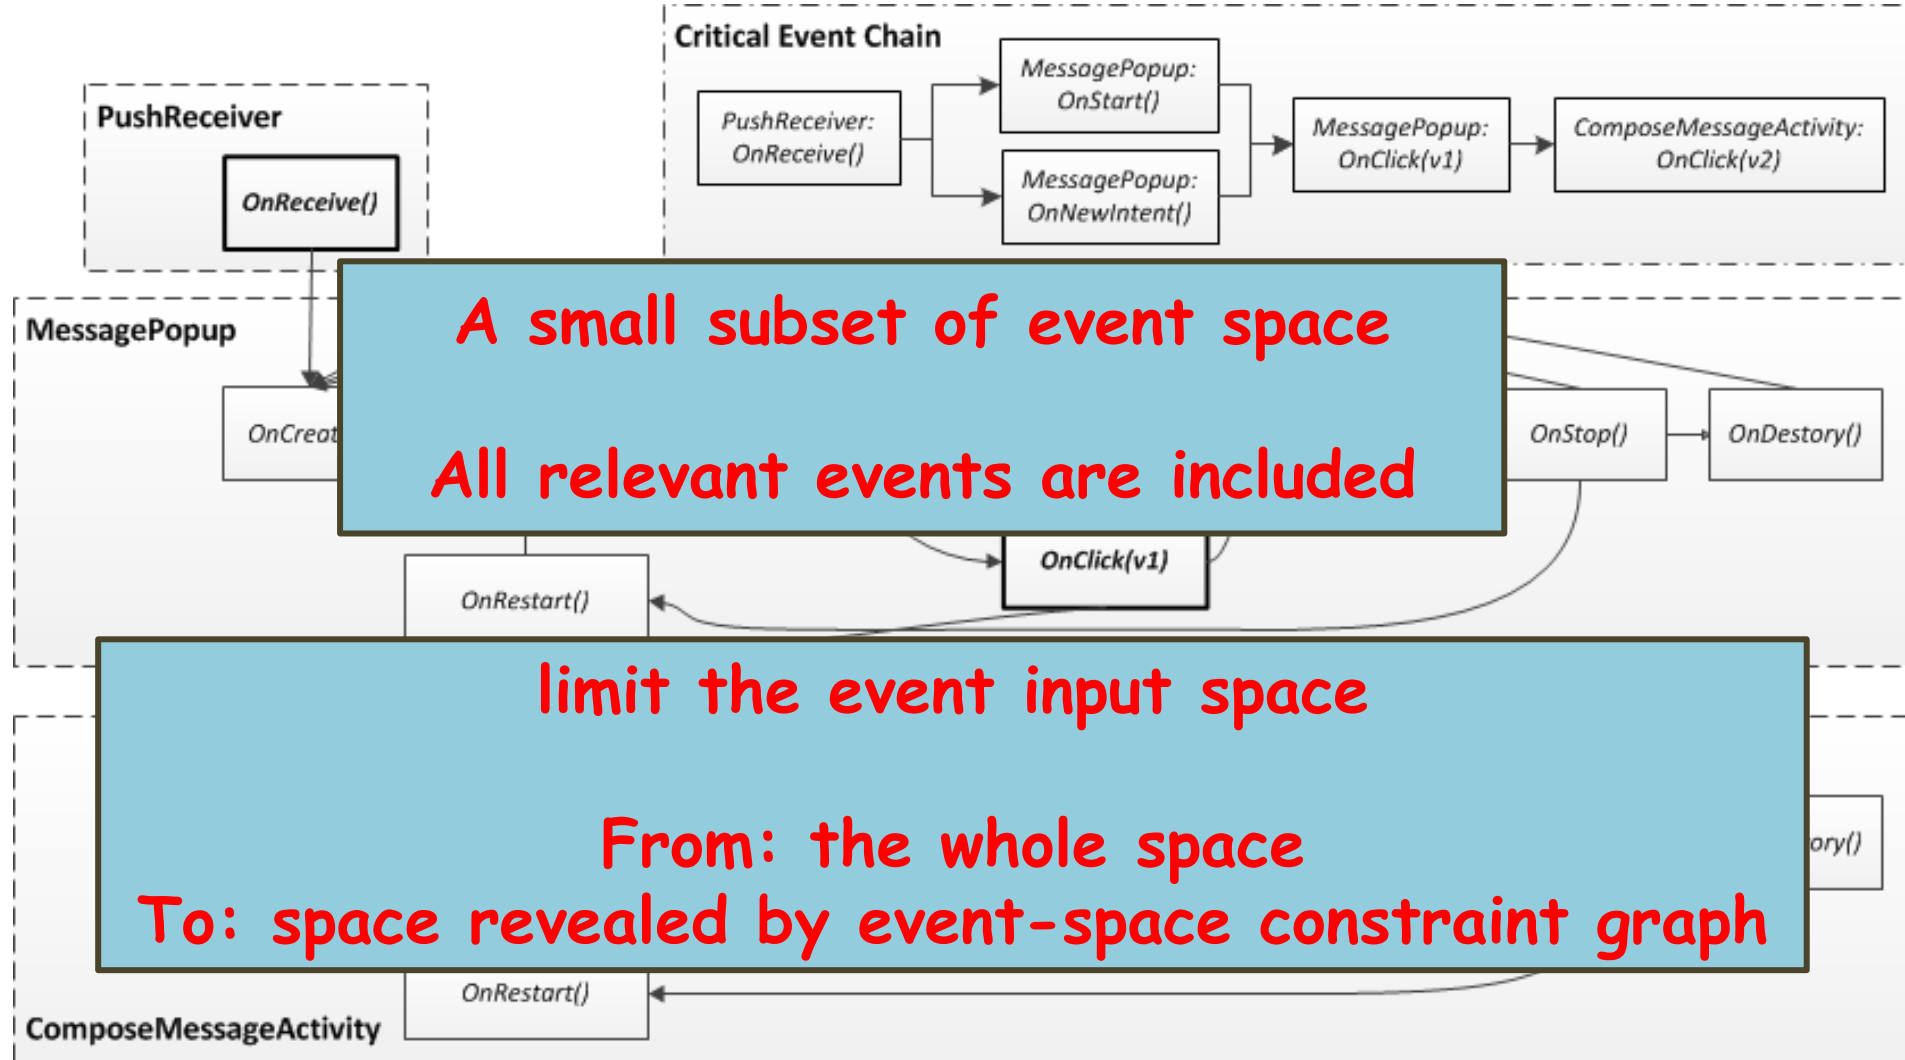 Critical Event Chain
PushReceiver:
OnReceive()
MessagePopup:
OnStart()
MessagePopup:
OnNewIntent()
MessagePopup:
OnClick(v1)
ComposeMessageActivity:
OnClick(v2)
PushReceiver
OnReceive()
MessagePopup
A small subset of event space
All relevant events are included
OnCreat
OnStop()
OnDestory()
OnClick(v1)
OnRestart()
limit the event input space
From: the whole space
To: space revealed by event-space constraint graph
ory()
OnRestart()
ComposeMessageActivity